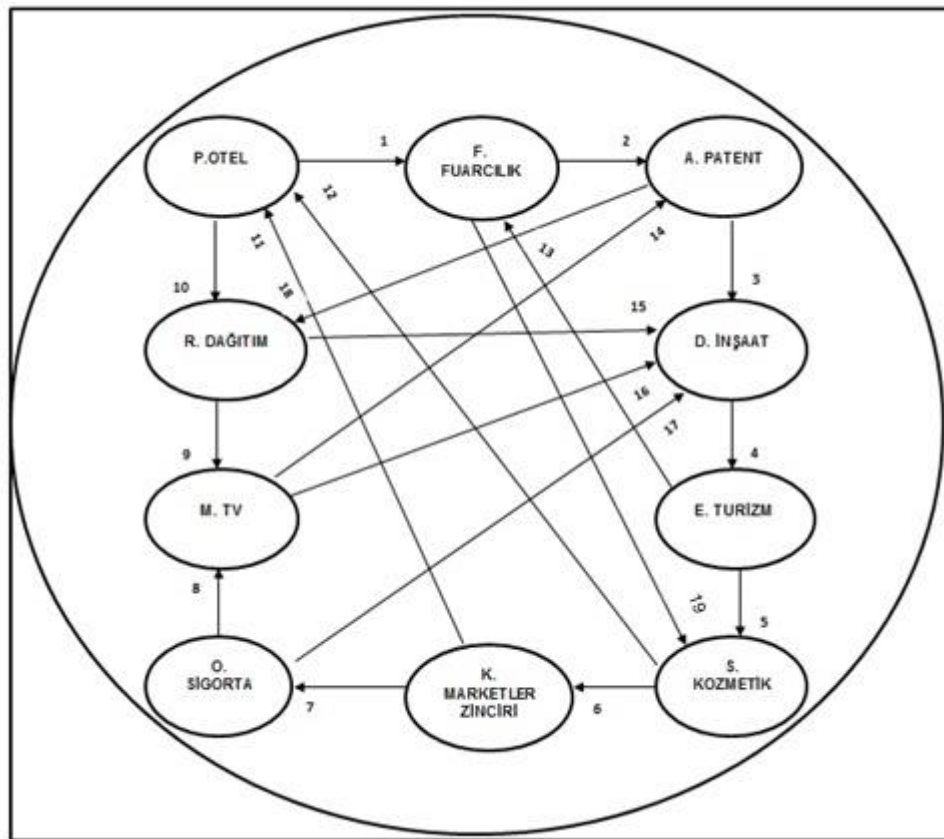 1
2
P.OTEL
F.
FUARCILIK
A. PATENT
12
11
13
14
18
10
3
15
R. DAĞITIM
D. İNŞAAT
16
17
9
4
M. TV
E. TURİZM
8
19
5
O.
SİGORTA
K.
MARKETLER
ZİNCİRİ
S.
KOZMETİK
7
6